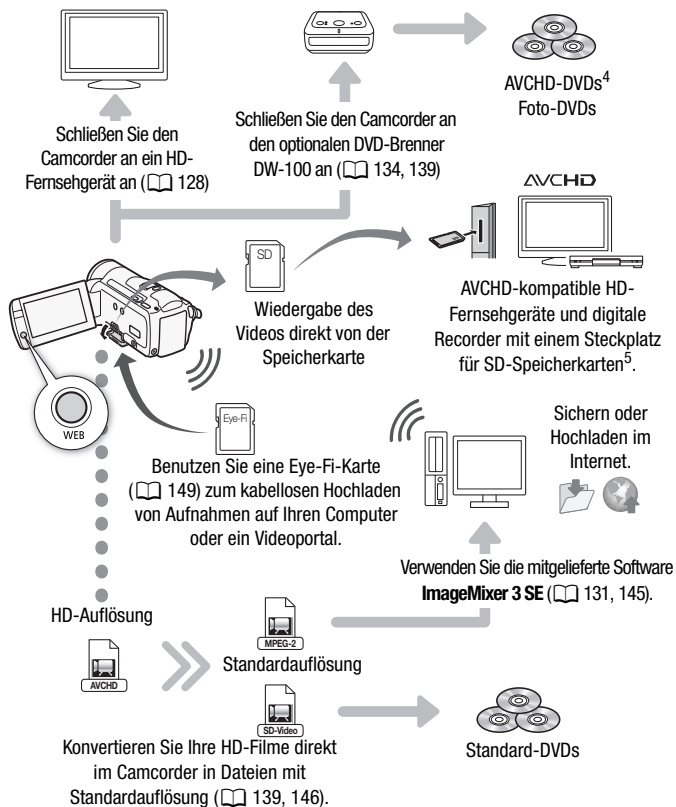 AVCHD-DVDs4
Foto-DVDs
Schließen Sie den
Camcorder an ein HD-
Fernsehgerät an ( 128)
Schließen Sie den Camcorder an
den optionalen DVD-Brenner
DW-100 an ( 134, 139)
AVCHD
SD
Wiedergabe des
Videos direkt von der
Speicherkarte
AVCHD-kompatible HD-
Fernsehgeräte und digitale
Recorder mit einem Steckplatz
für SD-Speicherkarten5.
WEB
Eye-Fi
Benutzen Sie eine Eye-Fi-Karte
( 149) zum kabellosen Hochladen
von Aufnahmen auf Ihren Computer
oder ein Videoportal.
Sichern oder
Hochladen im
Internet.
Verwenden Sie die mitgelieferte Software
ImageMixer 3 SE ( 131, 145).
HD-Auflösung
AVCHD
MPEG-2
Standardauflösung
SD-Video
Standard-DVDs
Konvertieren Sie Ihre HD-Filme direkt
im Camcorder in Dateien mit
Standardauflösung ( 139, 146).